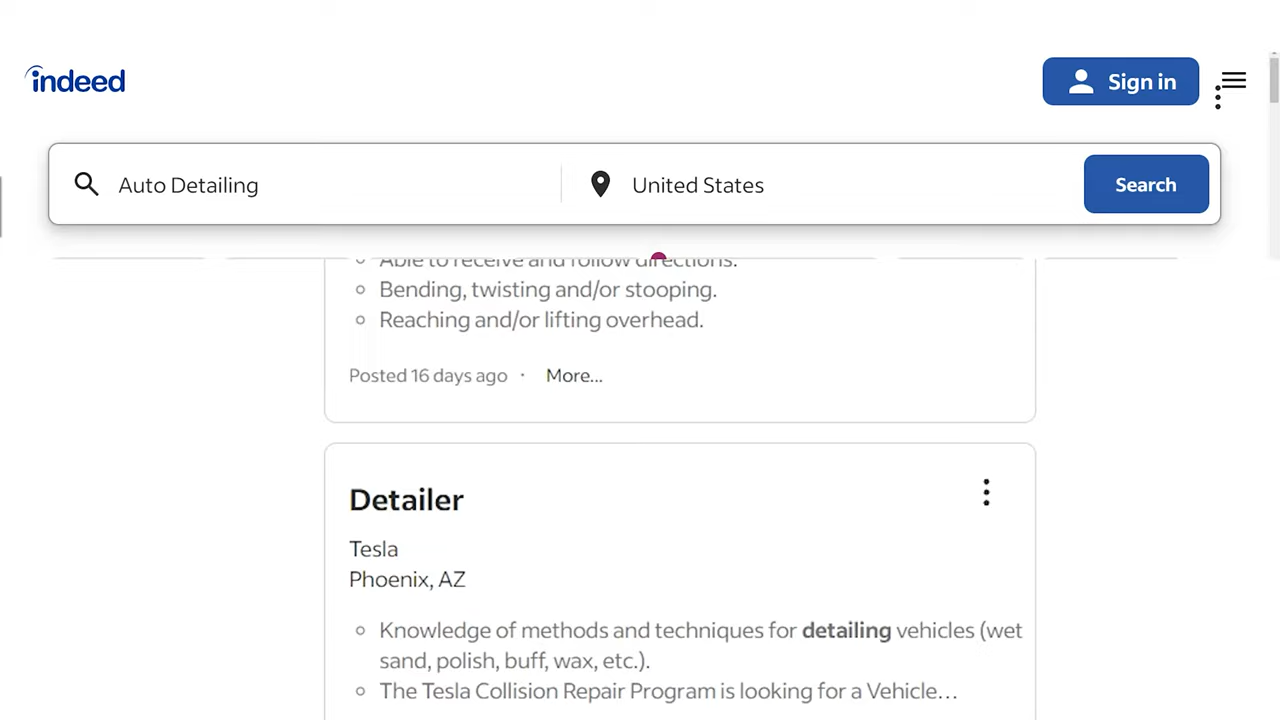 indeed
Sign in
Auto Detailing
United States
Search
Able to receive and follow directions.
Bending, twisting and/or stooping.
Reaching and/or lifting overhead.
Posted 16 days ago · More...
Detailer
Tesla
Phoenix, AZ
Knowledge of methods and techniques for detailing vehicles (wet
sand, polish, buff, wax, etc.).
The Tesla Collision Repair Program is looking for a Vehicle…